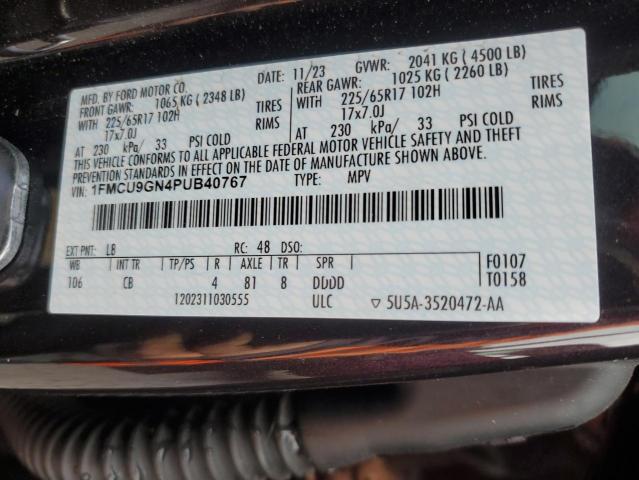 MFD. BY FORD MOTOR CO. DATE: 11/23 GVWR: 2041 KG ( 4500 LB)
FRONT GAWR: 1065 KG ( 2348 LB) REAR GAWR: 1025 KG ( 2260 LB)
WITH 225/65R17 102H TIRES WITH 225/65R17 102H TIRES
17x7.0J RIMS 17x7.0J RIMS
AT 230 kPa/ 33 PSI COLD AT 230 kPa/ 33 PSI COLD
THIS VEHICLE CONFORMS TO ALL APPLICABLE FEDERAL MOTOR VEHICLE SAFETY AND THEFT
PREVENTION STANDARDS IN EFFECT ON THE DATE OF MANUFACTURE SHOWN ABOVE.
VIN: 1FMCU9GN4PUB40767 TYPE: MPV
EXT PNT: LB RC: 48 DSO:
WB INT TR TP/PS R AXLE TR SPR F0107
106 CB 4 81 8 DDDD T0158
1202311030555 ULC ▽ 5U5A-3520472-AA